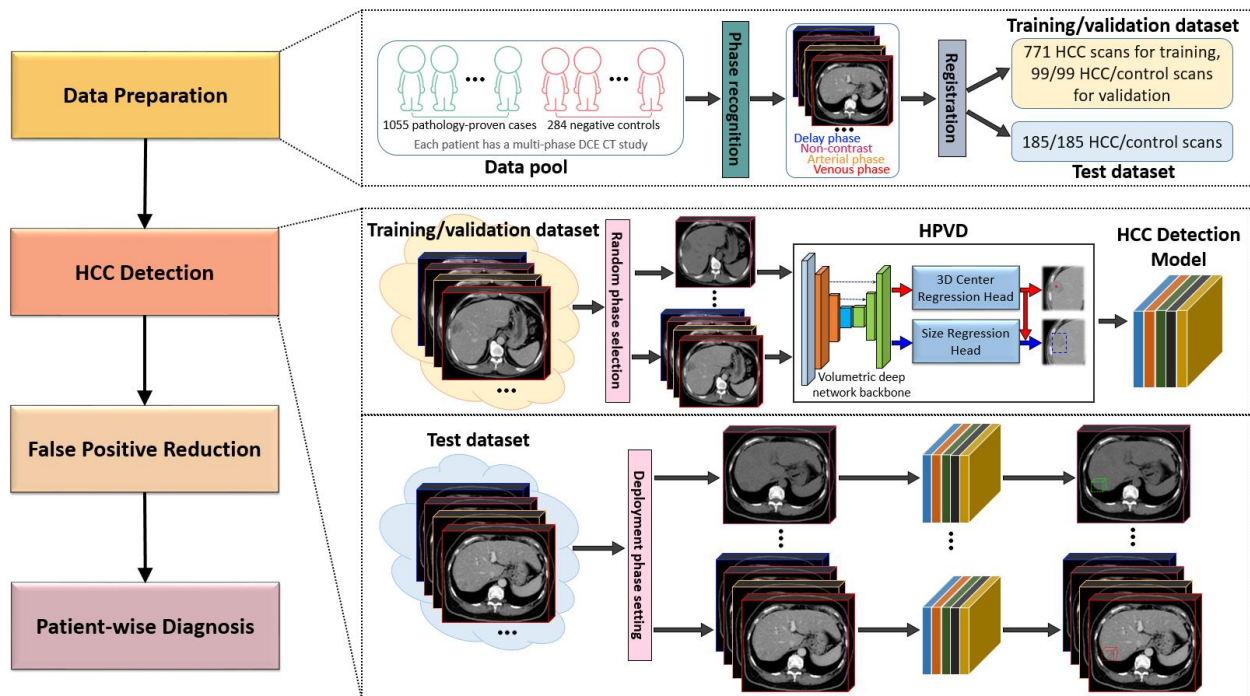 Data Preparation
HCC Detection
False Positive Reduction
Patient-wise Diagnosis
1055 pathology-proven cases
284 negative controls
Each patient has a multi-phase DCE CT study
Data pool
Phase recognition
Delay phase
Non-contrast
Arterial phase
Venous phase
Registration
Training/validation dataset
771 HCC scans for training,
99/99 HCC/control scans
for validation
185/185 HCC/control scans
Test dataset
Training/validation dataset
Random phase selection
HPVD
Volumetric deep
network backbone
3D Center
Regression Head
Size Regression
Head
HCC Detection
Model
Test dataset
Deployment phase setting